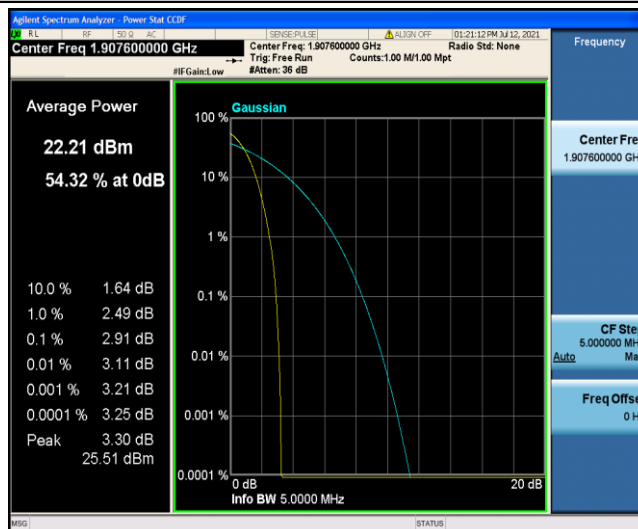 Agilent Spectrum Analyzer - Power Stat CCDF
RL RF 50 Ω AC SENSE:PULSE ALIGN OFF 01:21:12 PM Jul 12, 2021
Center Freq 1.907600000 GHz
Center Freq: 1.907600000 GHz Radio Std: None
Trig: Free Run Counts:1.00 M/1.00 Mpt
#IFGain:Low #Atten: 36 dB
Frequency
Average Power
22.21 dBm
54.32 % at 0dB
10.0 % 1.64 dB
1.0 % 2.49 dB
0.1 % 2.91 dB
0.01 % 3.11 dB
0.001 % 3.21 dB
0.0001 % 3.25 dB
Peak 3.30 dB
25.51 dBm
Gaussian
100 %
10 %
1 %
0.1 %
0.01 %
0.001 %
0.0001 %
0 dB 20 dB
Info BW 5.0000 MHz
Center Fre
1.907600000 GH
CF Ste
5.000000 MH
Auto Ma
Freq Offse
0 H
MSG STATUS